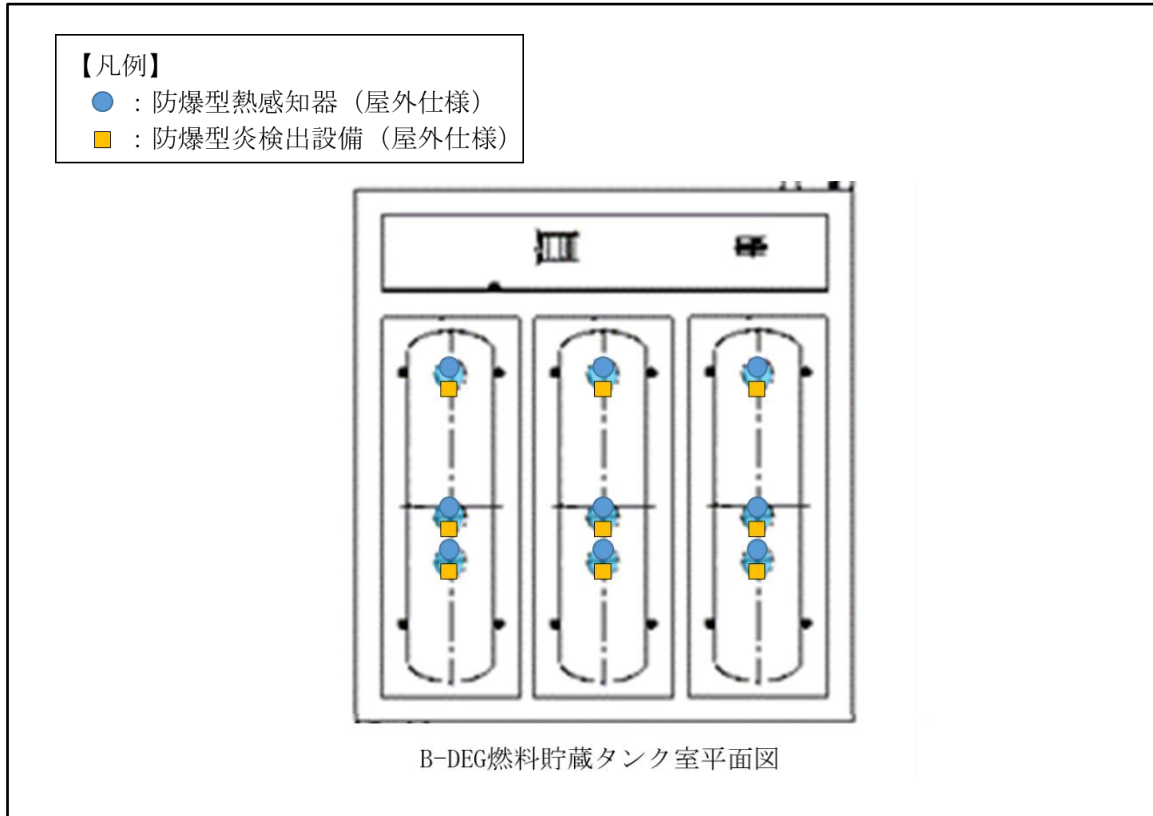 【凡例】
：防爆型熱感知器（屋外仕様）
：防爆型炎検出設備（屋外仕様）
B-DEG燃料貯蔵タンク室平面図